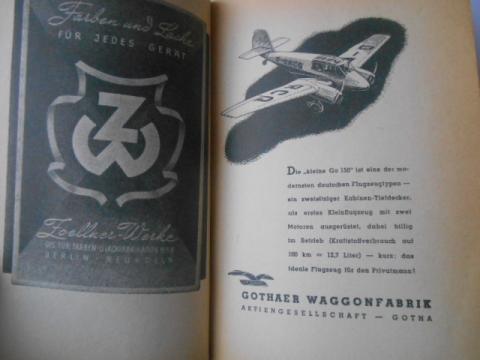 Farben und Lacke
FÜR JEDES GERÄT
ZW
Zoellner-Werke
BERLIN - NEUKÖLLN
Die „kleine Go 150" ist eine der mo-
dernsten deutschen Flugzeugtypen —
ein zweisitziger Kabinen-Tiefdecker,
als erstes Kleinflugzeug mit zwei
Motoren ausgerüstet, dabei billig
im Betrieb (Kraftstoffverbrauch auf
100 km = 12,7 Liter) — kurz: das
ideale Flugzeug für den Privatmann!
GOTHAER WAGGONFABRIK
AKTIENGESELLSCHAFT — GOTHA